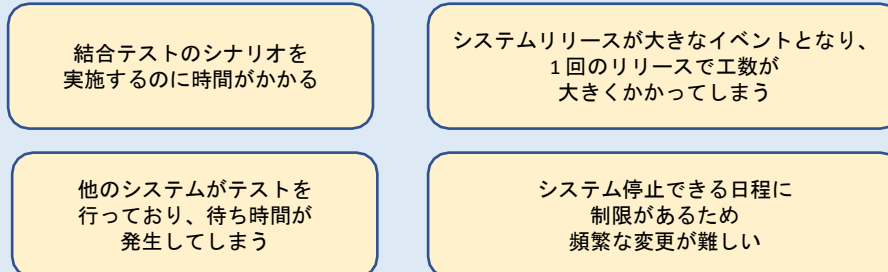 結合テストのシナリオを
実施するのに時間がかかる
システムリリースが大きなイベントとなり、
1回のリリースで工数が
大きくかかってしまう
他のシステムがテストを
行っており、待ち時間が
発生してしまう
システム停止できる日程に
制限があるため
頻繁な変更が難しい